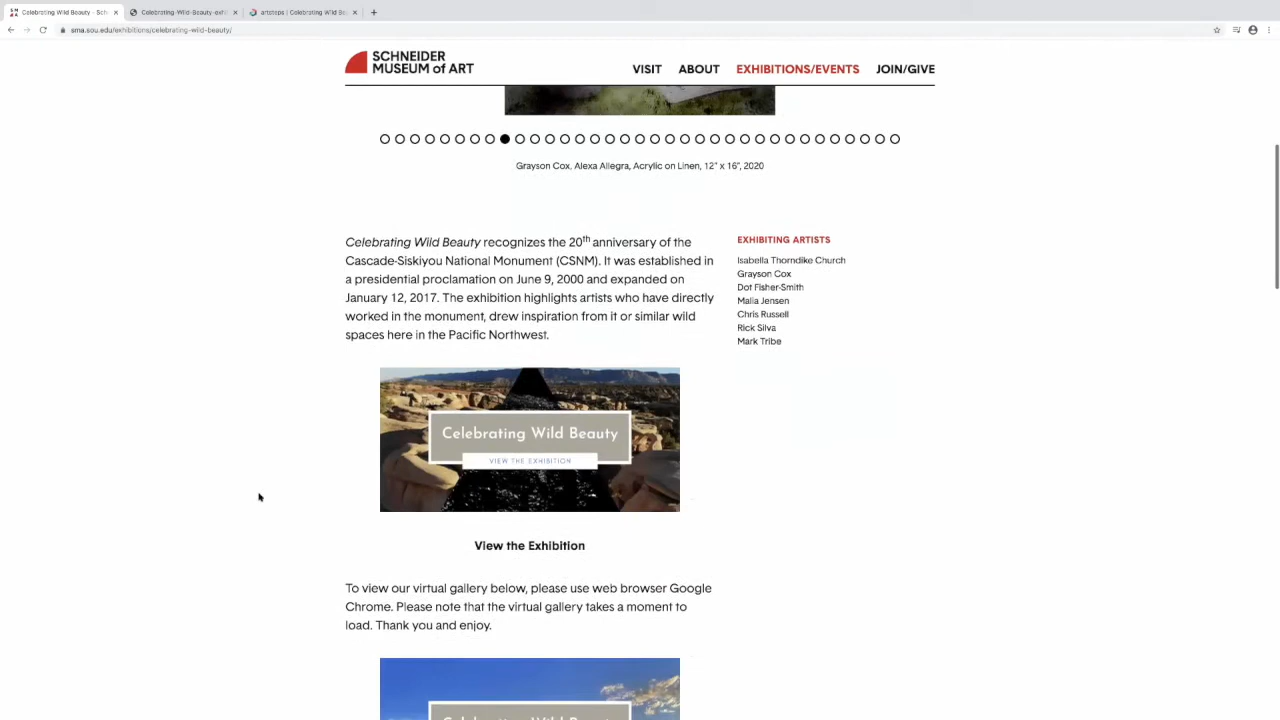 Celebrating Wild Beauty - Sch
Celebrating-Wild-Beauty-exhi
artsteps | Celebrating Wild Be
sma.sou.edu/exhibitions/celebrating-wild-beauty/
SCHNEIDER
MUSEUM of ART
VISIT ABOUT EXHIBITIONS/EVENTS JOIN/GIVE
Grayson Cox, Alexa Allegra, Acrylic on Linen, 12" x 16", 2020
Celebrating Wild Beauty recognizes the 20th anniversary of the
Cascade-Siskiyou National Monument (CSNM). It was established in
a presidential proclamation on June 9, 2000 and expanded on
January 12, 2017. The exhibition highlights artists who have directly
worked in the monument, drew inspiration from it or similar wild
spaces here in the Pacific Northwest.
EXHIBITING ARTISTS
Isabella Thorndike Church
Grayson Cox
Dot Fisher-Smith
Malia Jensen
Chris Russell
Rick Silva
Mark Tribe
Celebrating Wild Beauty
VIEW THE EXHIBITION
View the Exhibition
To view our virtual gallery below, please use web browser Google
Chrome. Please note that the virtual gallery takes a moment to
load. Thank you and enjoy.
Celebrating Wild Beauty